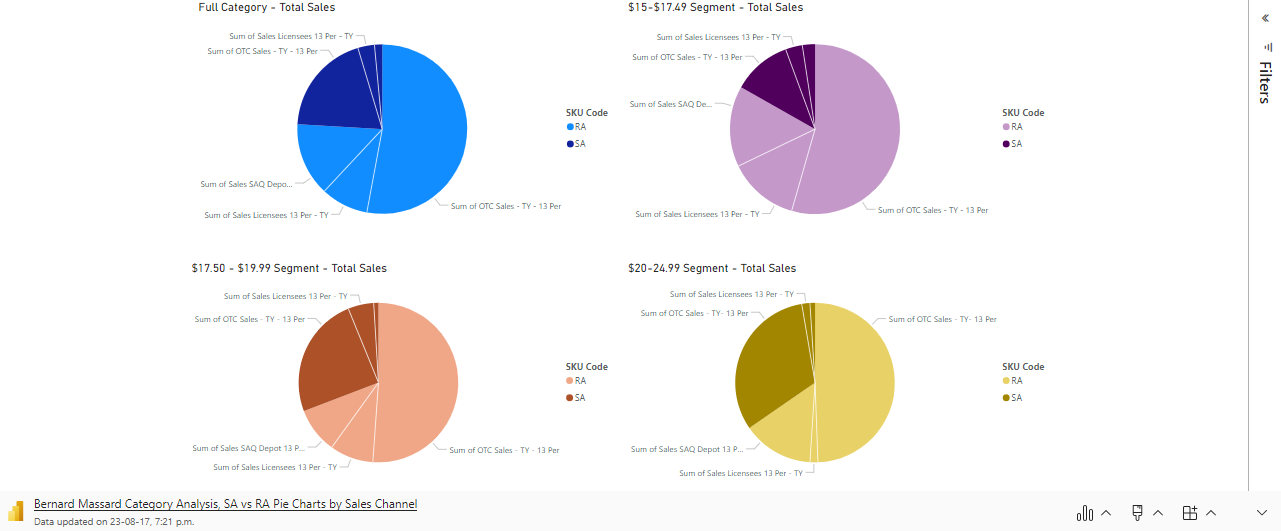 Full Category - Total Sales
Sum of Sales Licensees 13 Per - TY
Sum of OTC Sales - TY - 13 Per
Sum of Sales SAQ Depo...
Sum of Sales Licensees 13 Per - TY
Sum of OTC Sales - TY - 13 Per
SKU Code
RA
SA
$15-$17.49 Segment - Total Sales
Sum of Sales Licensees 13 Per - TY
Sum of OTC Sales - TY - 13 Per
Sum of Sales SAQ De...
Sum of Sales Licensees 13 Per - TY
Sum of OTC Sales - TY - 13 Per
SKU Code
RA
SA
$17.50 - $19.99 Segment - Total Sales
Sum of Sales Licensees 13 Per - TY
Sum of OTC Sales - TY - 13 Per
Sum of Sales SAQ Depot 13 P...
Sum of Sales Licensees 13 Per - TY
Sum of OTC Sales - TY - 13 Per
SKU Code
RA
SA
$20-24.99 Segment - Total Sales
Sum of Sales Licensees 13 Per - TY
Sum of OTC Sales - TY- 13 Per
Sum of OTC Sales - TY- 13 Per
Sum of Sales SAQ Depot 13 P...
Sum of Sales Licensees 13 Per - TY
SKU Code
RA
SA
Filters
Bernard Massard Category Analysis, SA vs RA Pie Charts by Sales Channel
Data updated on 23-08-17, 7:21 p.m.